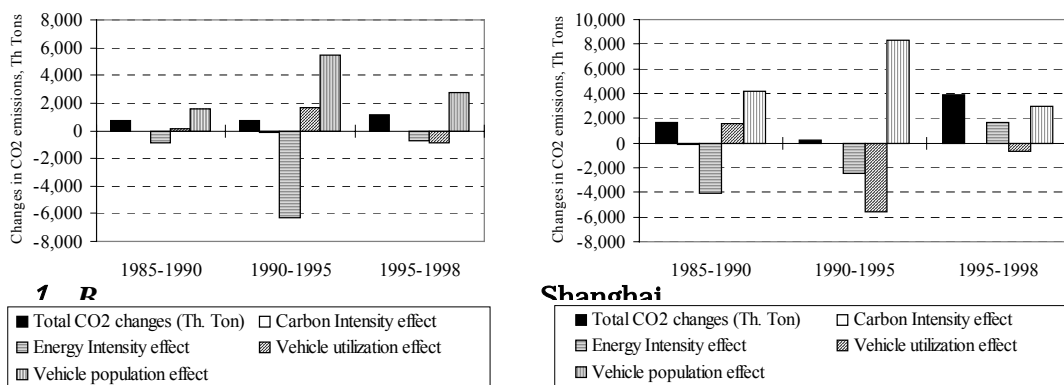 8,000
6,000
4,000
2,000
0
-2,000
-4,000
-6,000
-8,000
Changes in CO2 emissions, Th Tons
1985-1990
1990-1995
1995-1998
1 B
Total CO2 changes (Th. Ton)
Carbon Intensity effect
Energy Intensity effect
Vehicle utilization effect
Vehicle population effect
10,000
8,000
6,000
4,000
2,000
0
-2,000
-4,000
-6,000
-8,000
Changes in CO2 emissions, Th Tons
1985-1990
1990-1995
1995-1998
Shanghai
Total CO2 changes (Th. Ton)
Carbon Intensity effect
Energy Intensity effect
Vehicle utilization effect
Vehicle population effect